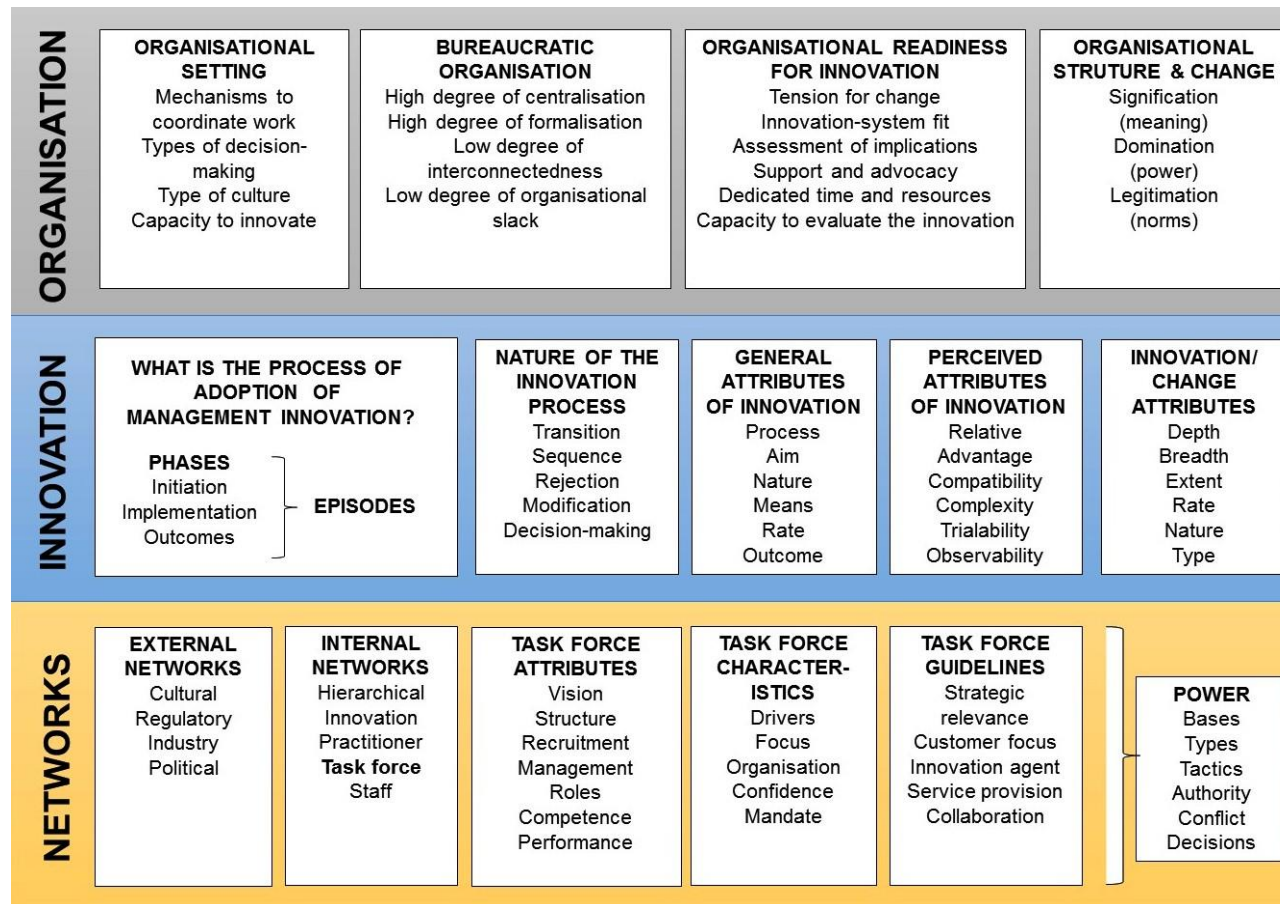 ORGANISATION
ORGANISATIONAL
SETTING
Mechanisms to
coordinate work
Types of decision-
making
Type of culture
Capacity to innovate
BUREAUCRATIC
ORGANISATION
High degree of centralisation
High degree of formalisation
Low degree of
interconnectedness
Low degree of organisational
slack
ORGANISATIONAL READINESS
FOR INNOVATION
Tension for change
Innovation-system fit
Assessment of implications
Support and advocacy
Dedicated time and resources
Capacity to evaluate the innovation
ORGANISATIONAL
STRUTURE & CHANGE
Signification
(meaning)
Domination
(power)
Legitimation
(norms)
INNOVATION
WHAT IS THE PROCESS OF
ADOPTION OF
MANAGEMENT INNOVATION?
PHASES
Initiation
Implementation
Outcomes
EPISODES
NATURE OF THE
INNOVATION
PROCESS
Transition
Sequence
Rejection
Modification
Decision-making
GENERAL
ATTRIBUTES
OF INNOVATION
Process
Aim
Nature
Means
Rate
Outcome
PERCEIVED
ATTRIBUTES
OF INNOVATION
Relative
Advantage
Compatibility
Complexity
Trialability
Observability
INNOVATION/
CHANGE
ATTRIBUTES
Depth
Breadth
Extent
Rate
Nature
Type
NETWORKS
EXTERNAL
NETWORKS
Cultural
Regulatory
Industry
Political
INTERNAL
NETWORKS
Hierarchical
Innovation
Practitioner
Task force
Staff
TASK FORCE
ATTRIBUTES
Vision
Structure
Recruitment
Management
Roles
Competence
Performance
TASK FORCE
CHARACTER-
ISTICS
Drivers
Focus
Organisation
Confidence
Mandate
TASK FORCE
GUIDELINES
Strategic
relevance
Customer focus
Innovation agent
Service provision
Collaboration
POWER
Bases
Types
Tactics
Authority
Conflict
Decisions